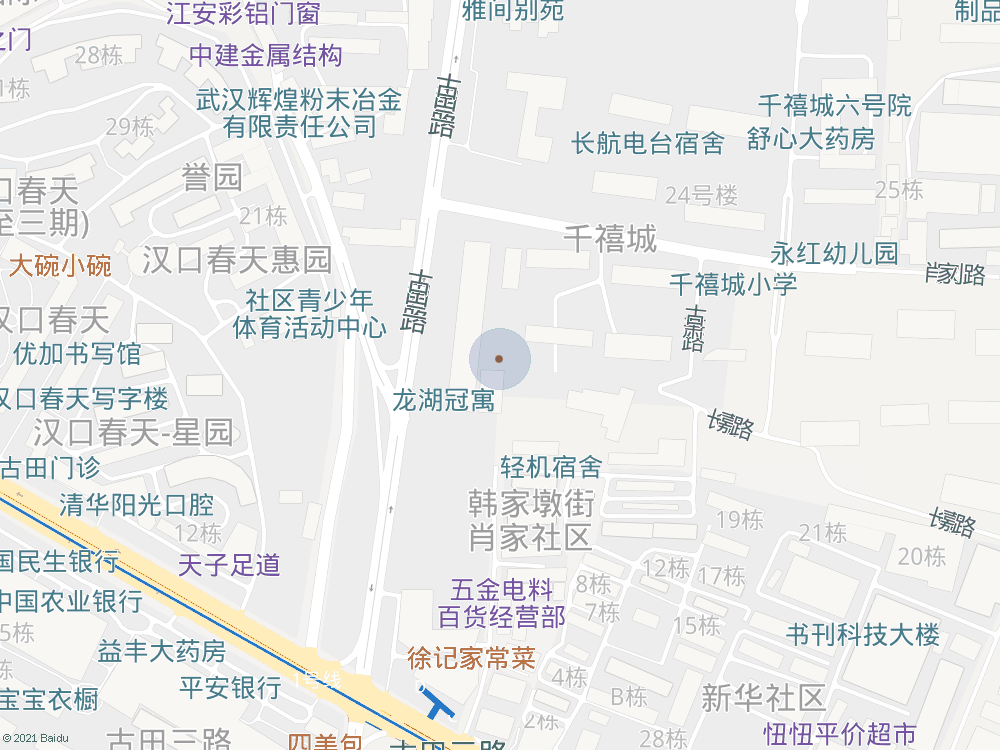 江安彩铝门窗
雅间别苑
制品
之门
28栋
中建金属结构
武汉辉煌粉末冶金
有限责任公司
29栋
千禧城六号院
长航电台宿舍
舒心大药房
誉园
24号楼
25栋
口春天
至三期)
21栋
千禧城
大碗小碗
汉口春天惠园
永红幼儿园
肖家路
千禧城小学
社区青少年
体育活动中心
汉口春天
优加书写馆
汉口春天写字楼
龙湖冠寓
长嘉路
汉口春天-星园
古田门诊
轻机宿舍
清华阳光口腔
韩家墩街
肖家社区
12栋
19栋
21栋
长嘉路
20栋
国民生银行
天子足道
中国农业银行
五金电料
百货经营部
8栋
12栋
17栋
7栋
5栋
15栋
书刊科技大楼
益丰大药房
徐记家常菜
平安银行
1号线
4栋
B栋
新华社区
宝宝衣橱
2栋
忸忸平价超市
© 2021 Baidu
古田三路
四美包
古田三路
28栋